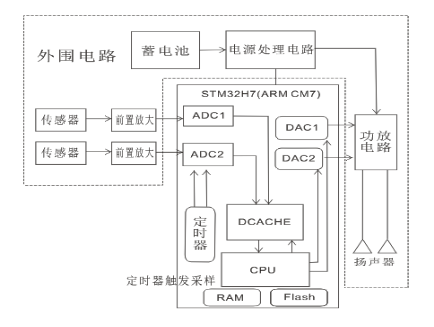 外围电路
蓄电池
电源处理电路
STM32H7(ARM CM7)
传感器
前置放大
ADC1
DAC1
功放
电路
传感器
前置放大
ADC2
DAC2
定
时
器
DCACHE
扬声器
CPU
定时器触发采样
RAM
Flash